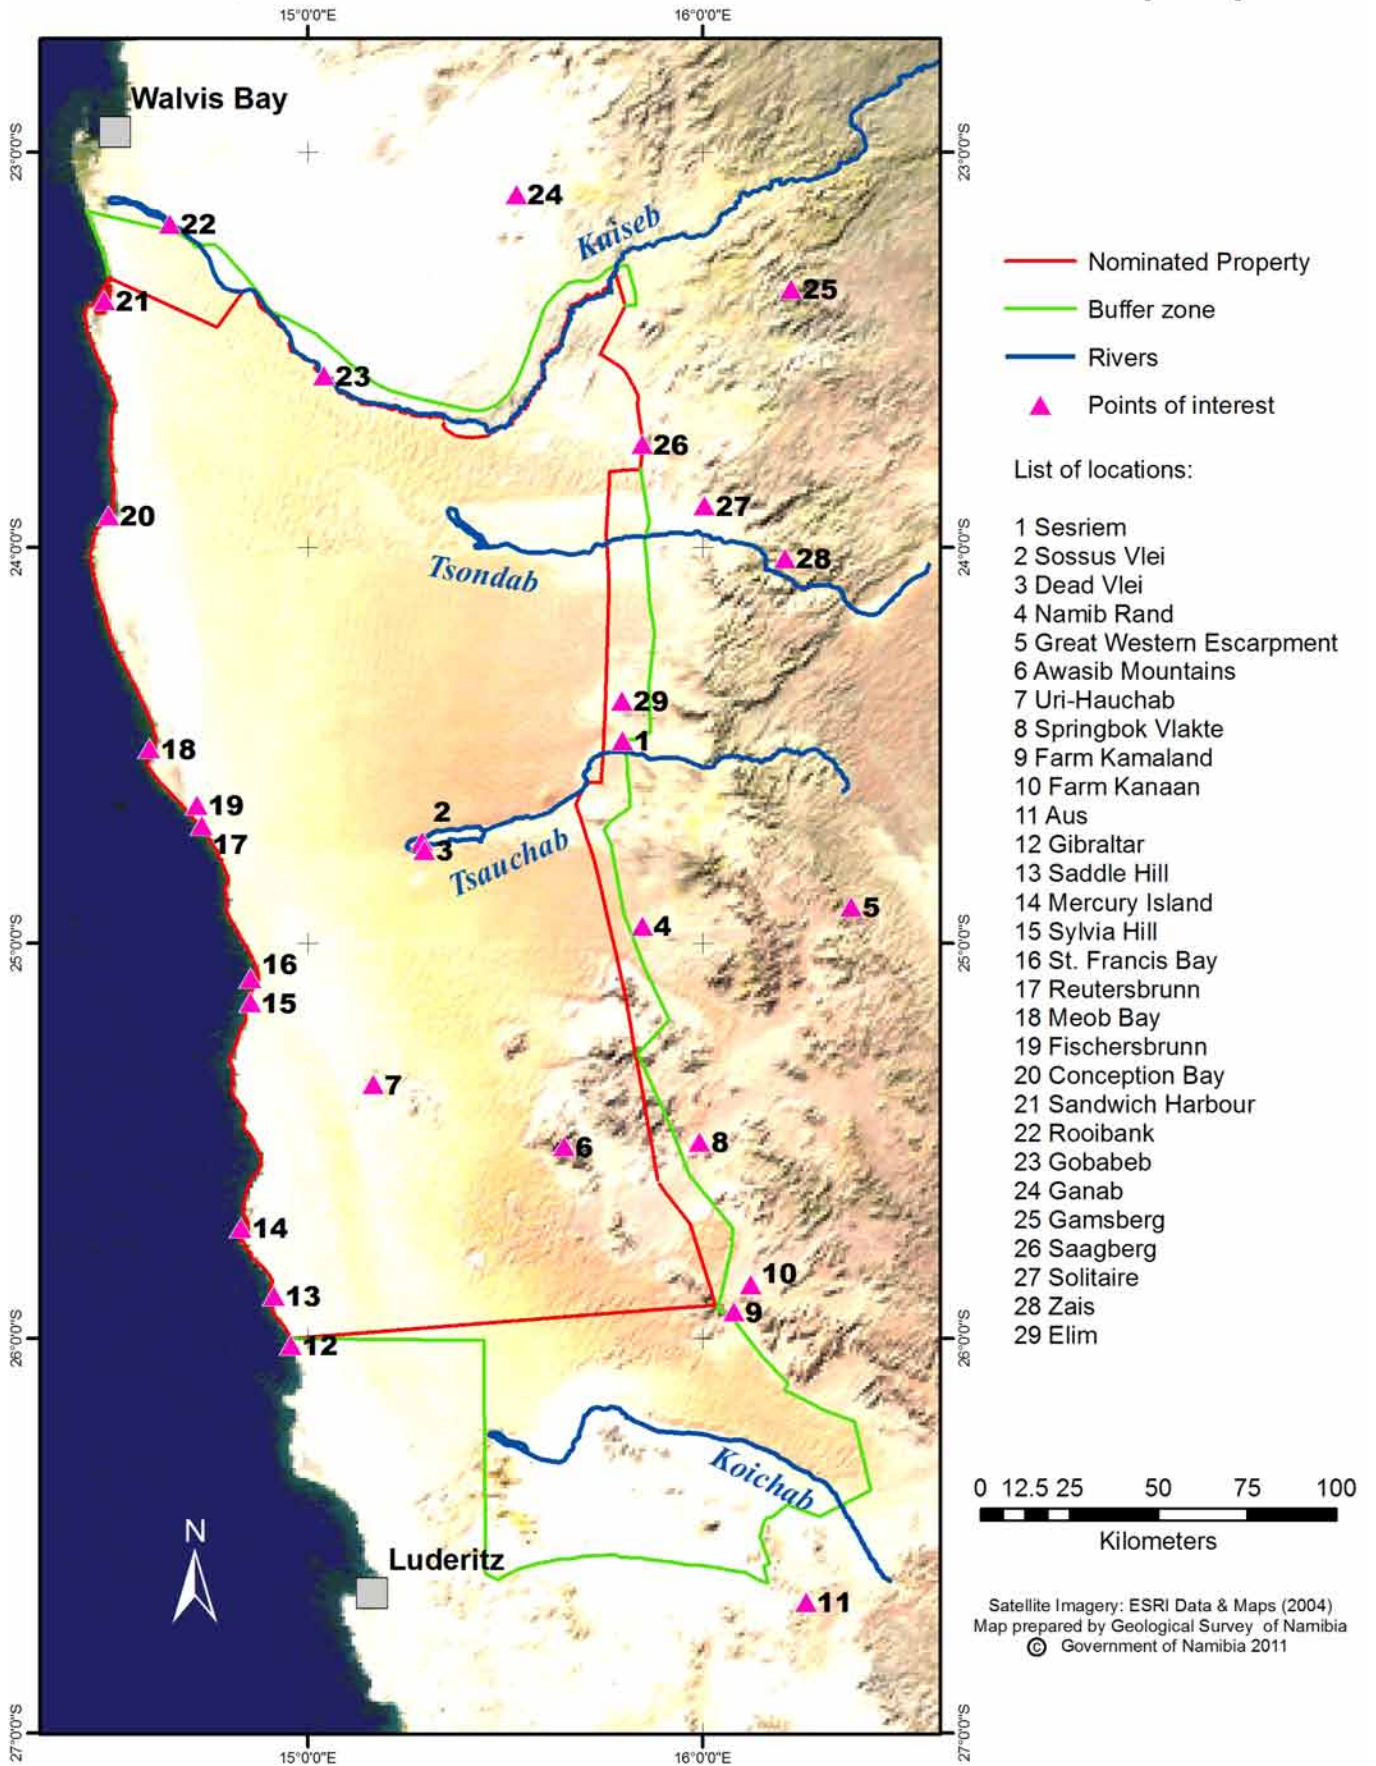 15°0'0"E
16°0'0"E
Walvis Bay
23°0'0"S
23°0'0"S
24
22
Kuiseb
25
21
23
26
27
20
24°0'0"S
24°0'0"S
28
Tsondab
29
1
18
19
17
2
3
Tsauchab
5
4
25°0'0"S
25°0'0"S
16
15
7
8
6
14
10
13
9
12
26°0'0"S
26°0'0"S
Koichab
N
Luderitz
11
27°0'0"S
27°0'0"S
15°0'0"E
16°0'0"E
Nominated Property
Buffer zone
Rivers
Points of interest
List of locations:
1 Sesriem
2 Sossus Vlei
3 Dead Vlei
4 Namib Rand
5 Great Western Escarpment
6 Awasib Mountains
7 Uri-Hauchab
8 Springbok Vlakte
9 Farm Kamaland
10 Farm Kanaan
11 Aus
12 Gibraltar
13 Saddle Hill
14 Mercury Island
15 Sylvia Hill
16 St. Francis Bay
17 Reutersbrunn
18 Meob Bay
19 Fischersbrunn
20 Conception Bay
21 Sandwich Harbour
22 Rooibank
23 Gobabeb
24 Ganab
25 Gamsberg
26 Saagberg
27 Solitaire
28 Zais
29 Elim
0 12.5 25 50 75 100
Kilometers
Satellite Imagery: ESRI Data & Maps (2004)
Map prepared by Geological Survey of Namibia
© Government of Namibia 2011